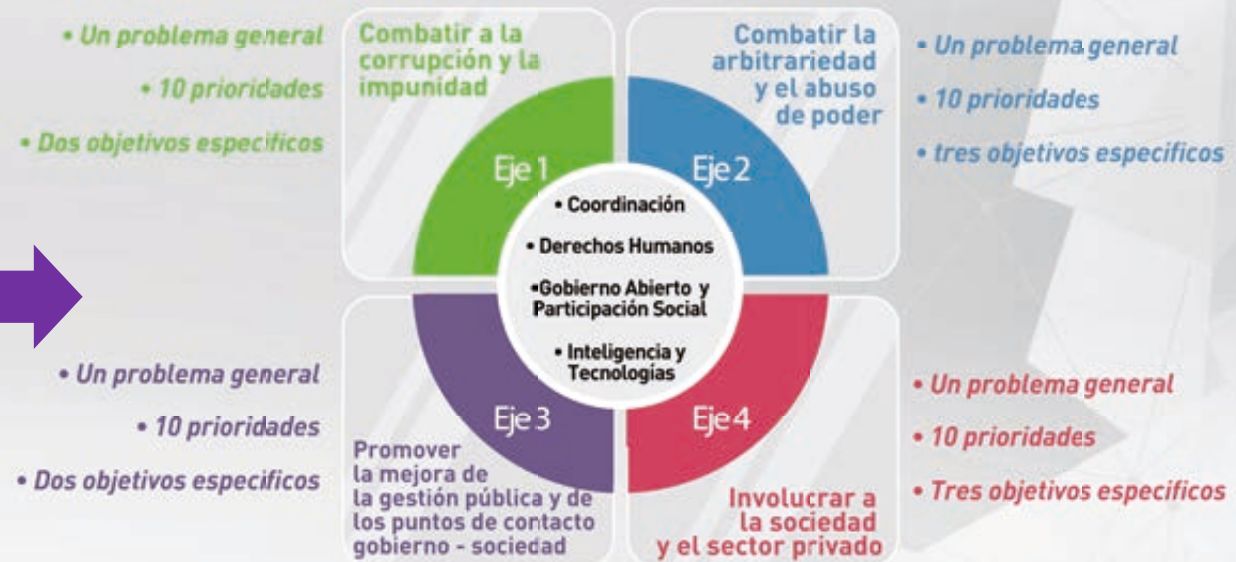 • Un problema general
• 10 prioridades
• Dos objetivos especificos
Combatir a la
corrupción y la
impunidad
Eje 1
Combatir la
arbitrariedad
y el abuso
de poder
Eje 2
• Un problema general
• 10 prioridades
• tres objetivos especificos
• Coordinación
• Derechos Humanos
•Gobierno Abierto y
Participación Social
• Inteligencia y
Tecnologías
• Un problema general
• 10 prioridades
• Dos objetivos especificos
Eje 3
Promover
la mejora de
la gestión pública y de
los puntos de contacto
gobierno - sociedad
Eje 4
Involucrar a
la sociedad
y el sector privado
• Un problema general
• 10 prioridades
• Tres objetivos especificos